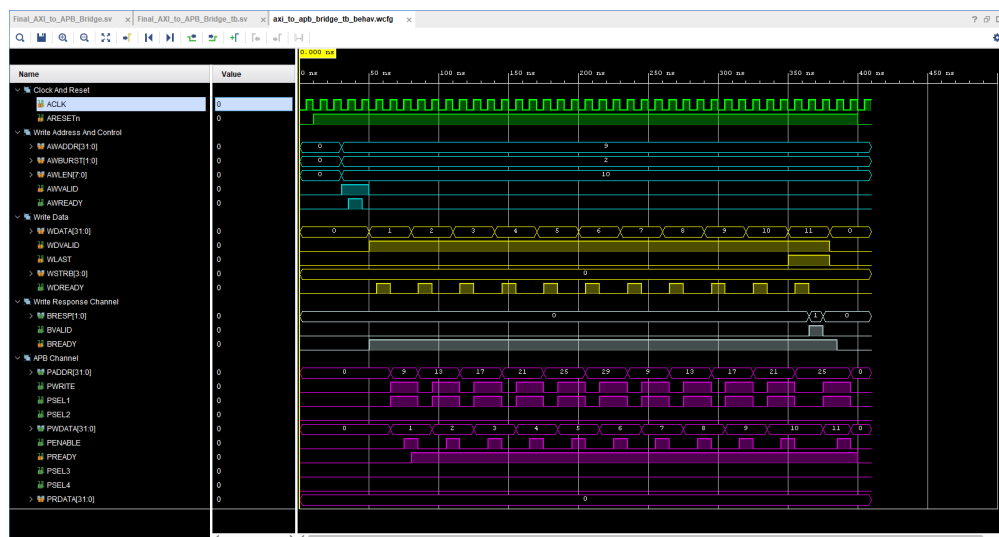 Final_AXI_to_APB_Bridge.sv × Final_AXI_to_APB_Bridge_tb.sv × axi_to_apb_bridge_tb_behav.wcfg ×
0.000 ns
Name Value 0 ns 50 ns 100 ns 150 ns 200 ns 250 ns 300 ns 350 ns 400 ns 450 ns
Clock And Reset
ACLK 0
ARESETn 0
Write Address And Control
AWADDR[31:0] 0 0 9
AWBURST[1:0] 0 0 2
AWLEN[7:0] 0 0 10
AWVALID 0
AWREADY 0
Write Data
WDATA[31:0] 0 0 1 2 3 4 5 6 7 8 9 10 11 0
WDVALID 0
WLAST 0
WSTRB[3:0] 0 0
WDREADY 0
Write Response Channel
BRESP[1:0] 0 0 1 0
BVALID 0
BREADY 0
APB Channel
PADDR[31:0] 0 0 9 13 17 21 25 29 9 13 17 21 25 0
PWRITE 0
PSEL1 0
PSEL2 0
PWDATA[31:0] 0 0 1 2 3 4 5 6 7 8 9 10 11 0
PENABLE 0
PREADY 0
PSEL3 0
PSEL4 0
PRDATA[31:0] 0 0